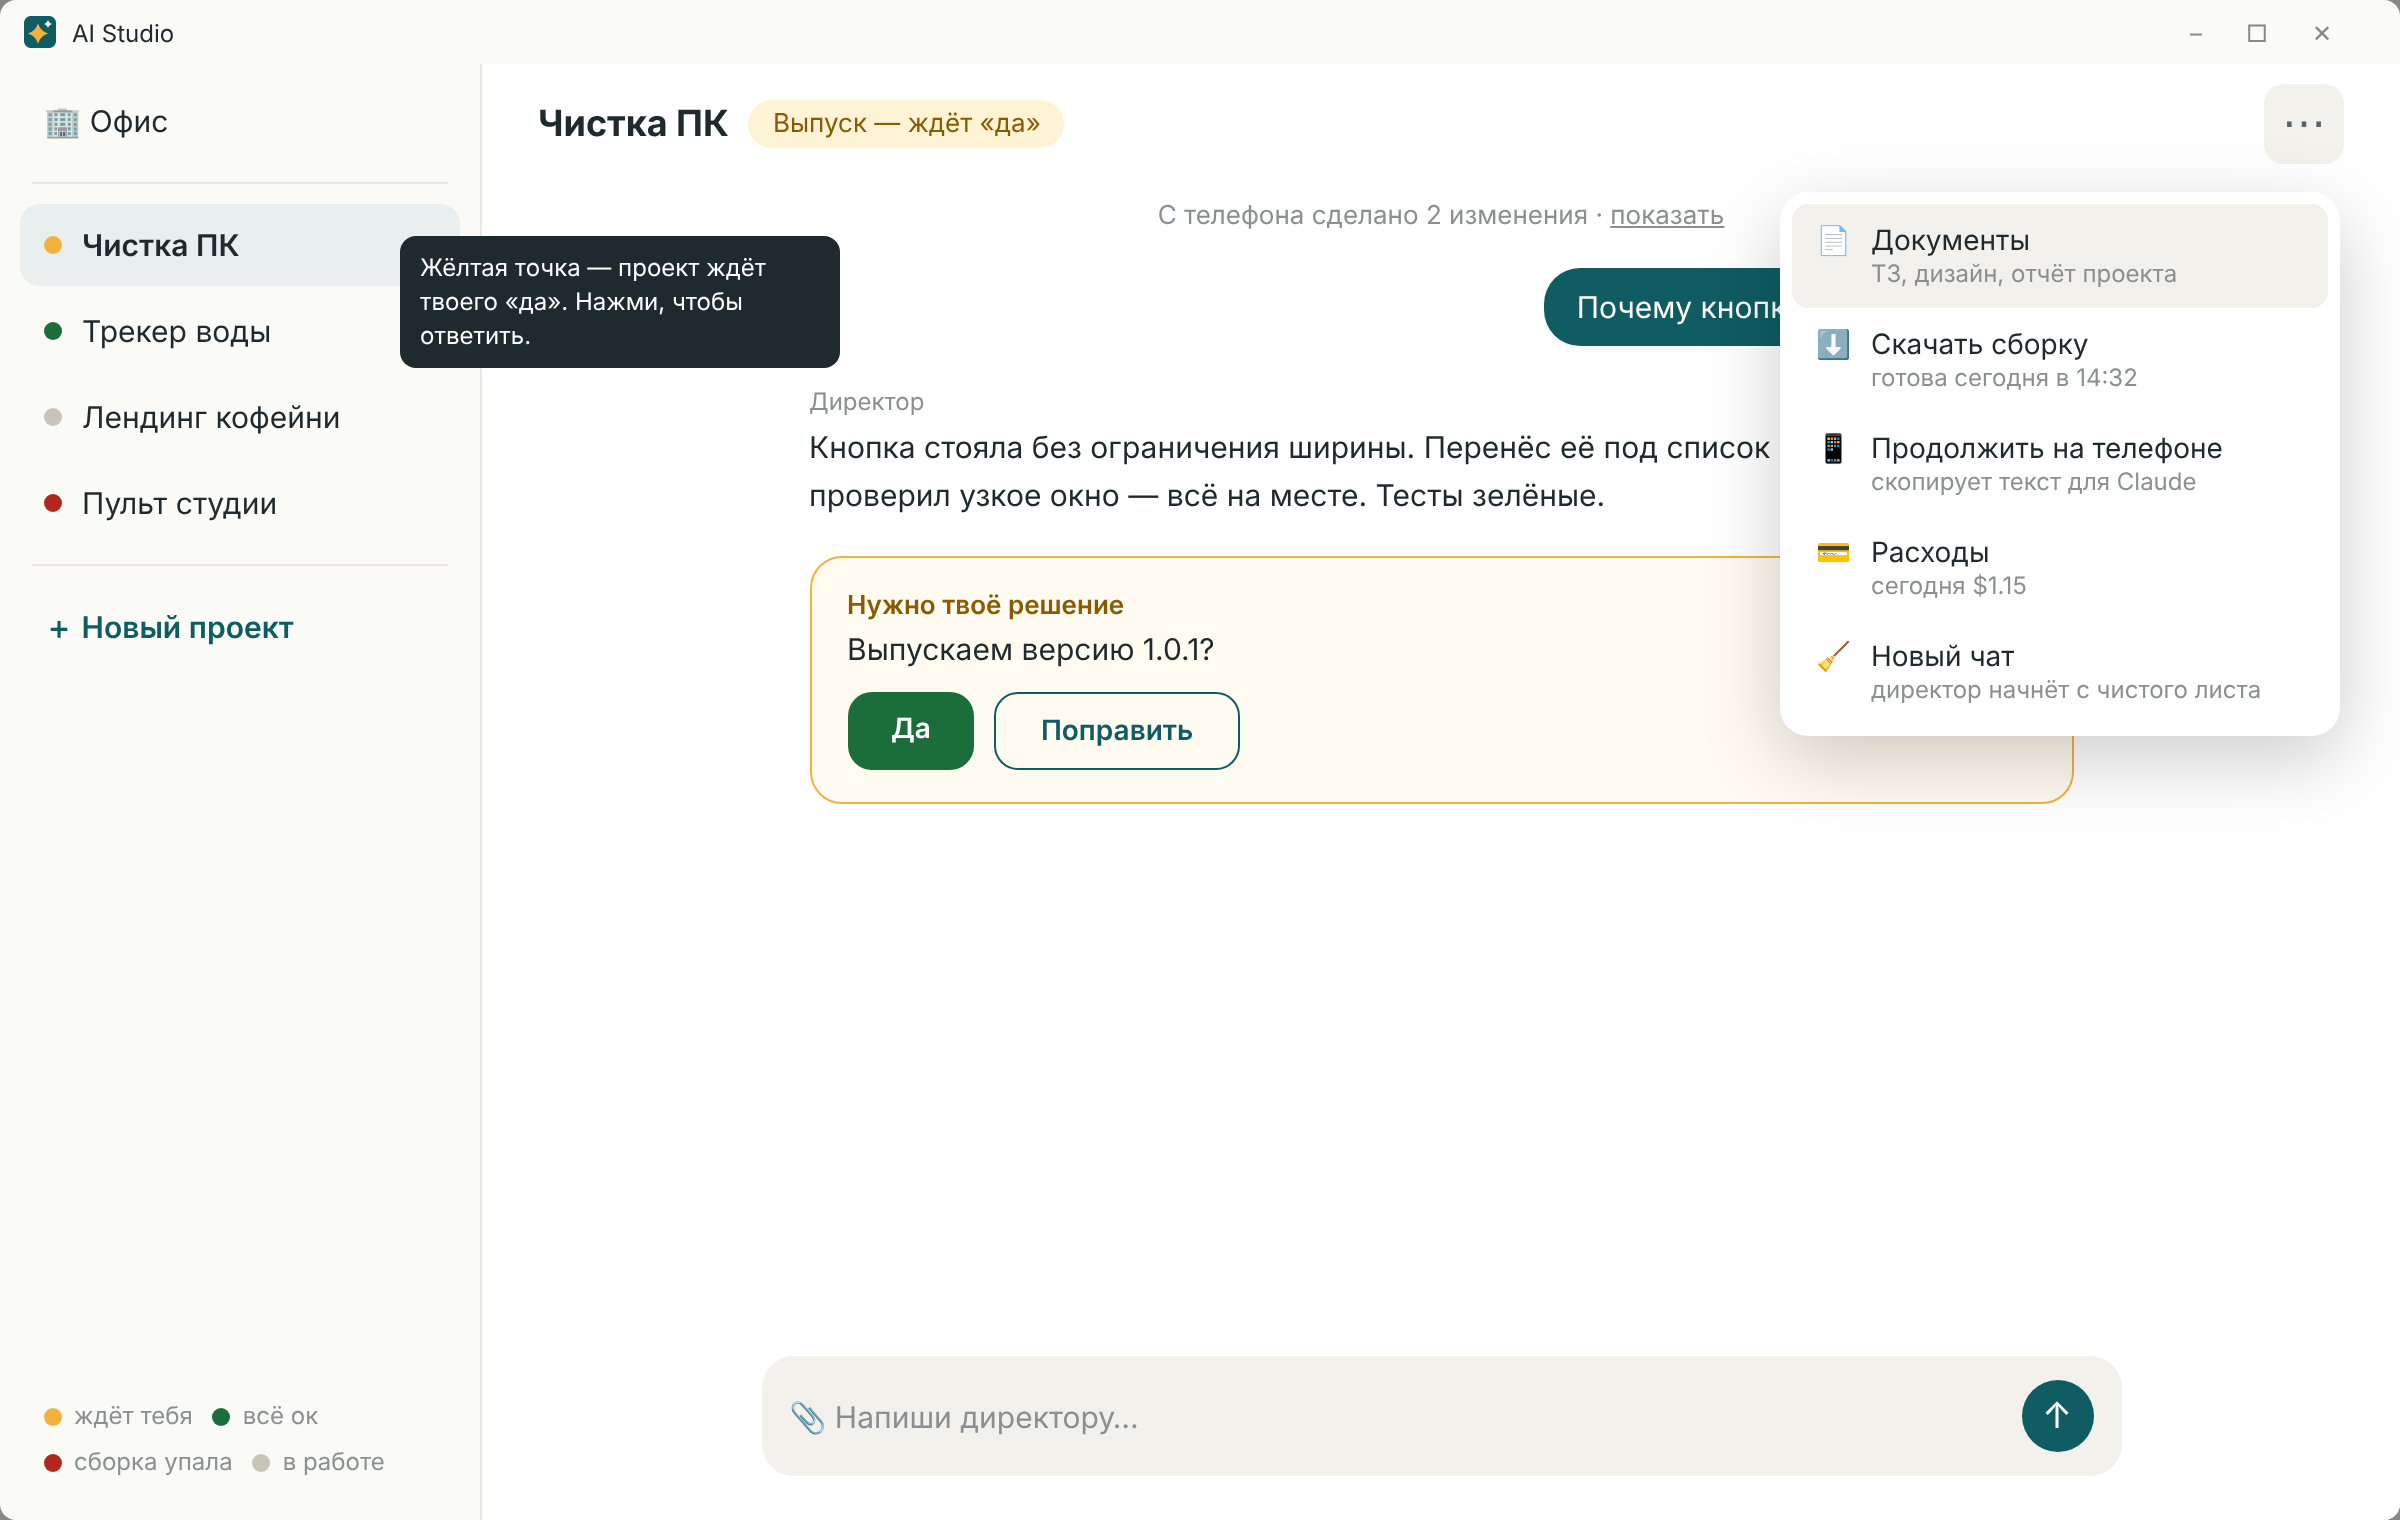 AI Studio
Офис
Чистка ПК
Трекер воды
Лендинг кофейни
Пульт студии
+ Новый проект
ждёт тебя
всё ок
сборка упала
в работе
Жёлтая точка — проект ждёт
твоего «да». Нажми, чтобы
ответить.
Чистка ПК
Выпуск — ждёт «да»
...
С телефона сделано 2 изменения · показать
Почему
Директор
Кнопка стояла без ограничения ширины. Перенёс её под список
проверил узкое окно — всё на месте. Тесты зелёные.
Нужно твоё решение
Выпускаем версию 1.0.1?
Да
Поправить
Документы
ТЗ, дизайн, отчёт проекта
Скачать сборку
готова сегодня в 14:32
Продолжить на телефоне
скопирует текст для Claude
Расходы
сегодня $1.15
Новый чат
директор начнёт с чистого листа
Напиши директору...